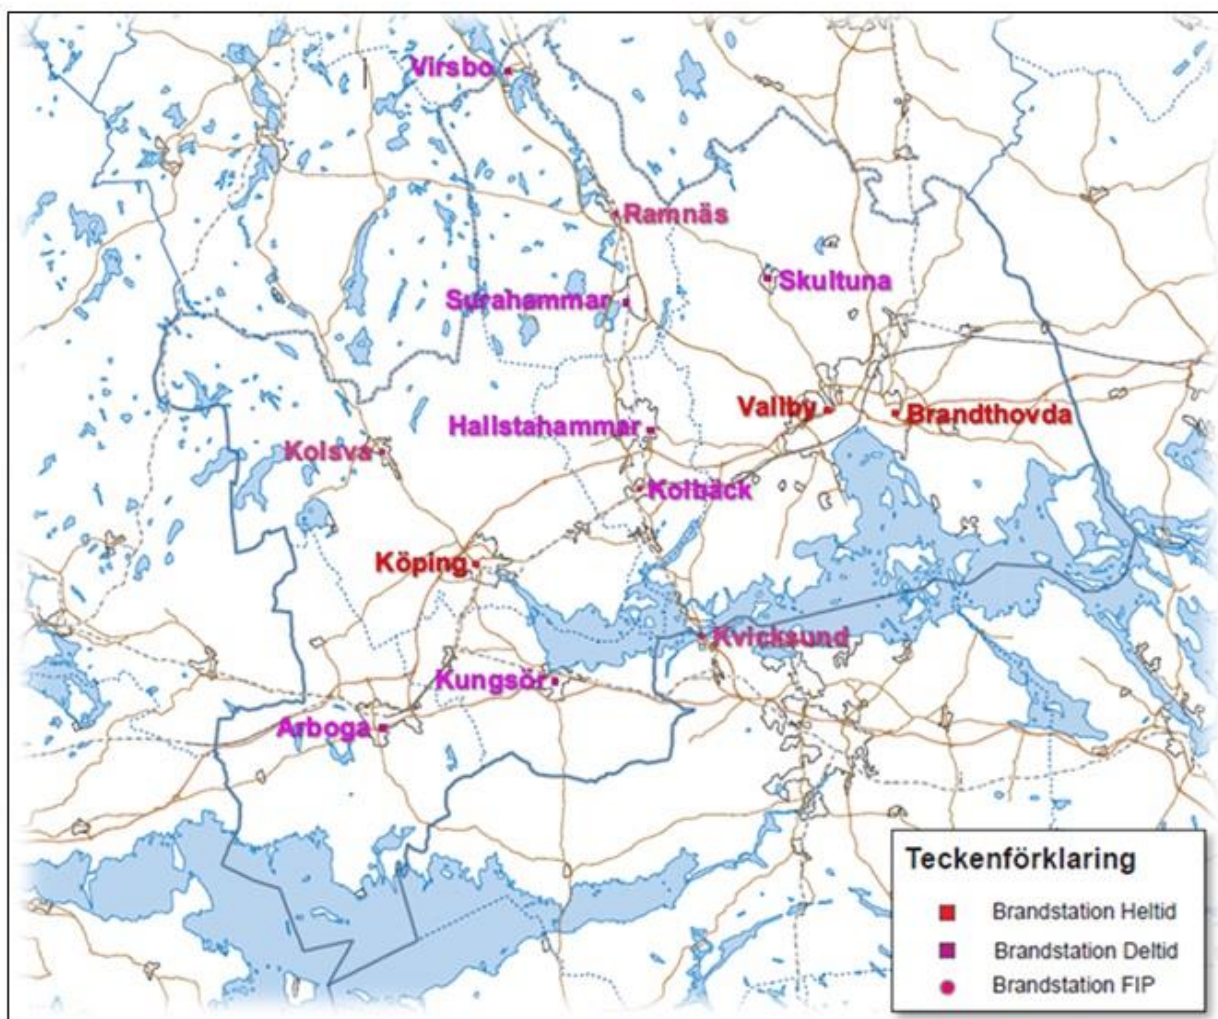 Virsbo
Ramnäs
Skultuna
Surahammar
Vallby
Brandthovda
Hallstahammar
Kolsva
Kolbäck
Köping
Kvicksund
Kungsör
Arboga
Teckenförklaring
Brandstation Heltid
Brandstation Deltid
Brandstation FIP